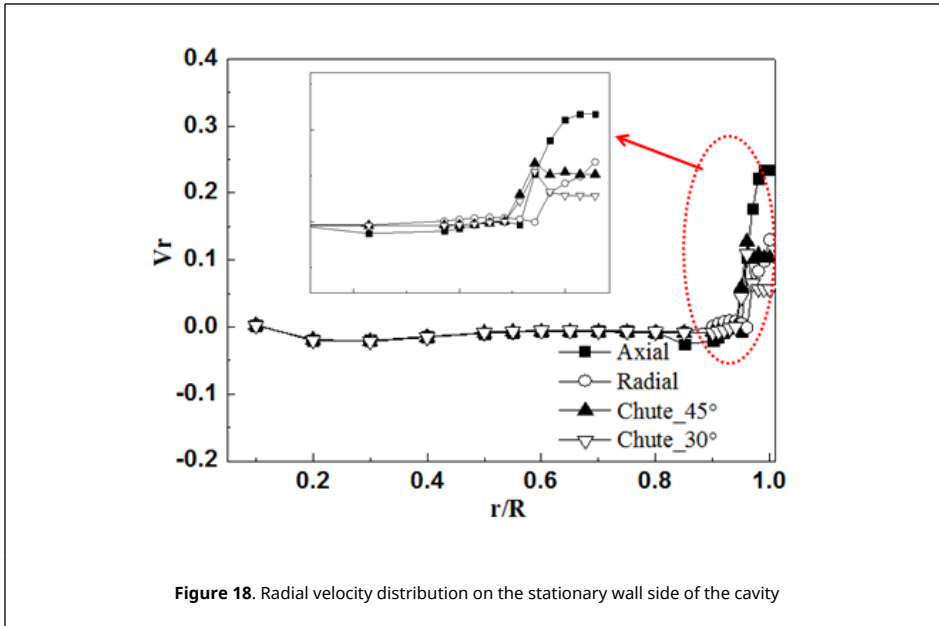 0.4
0.3
0.2
0.1
0.0
-0.1
-0.2
Vr
Axial
Radial
Chute_45°
Chute_30°
0.2 0.4 0.6 0.8 1.0
r/R
Figure 18. Radial velocity distribution on the stationary wall side of the cavity